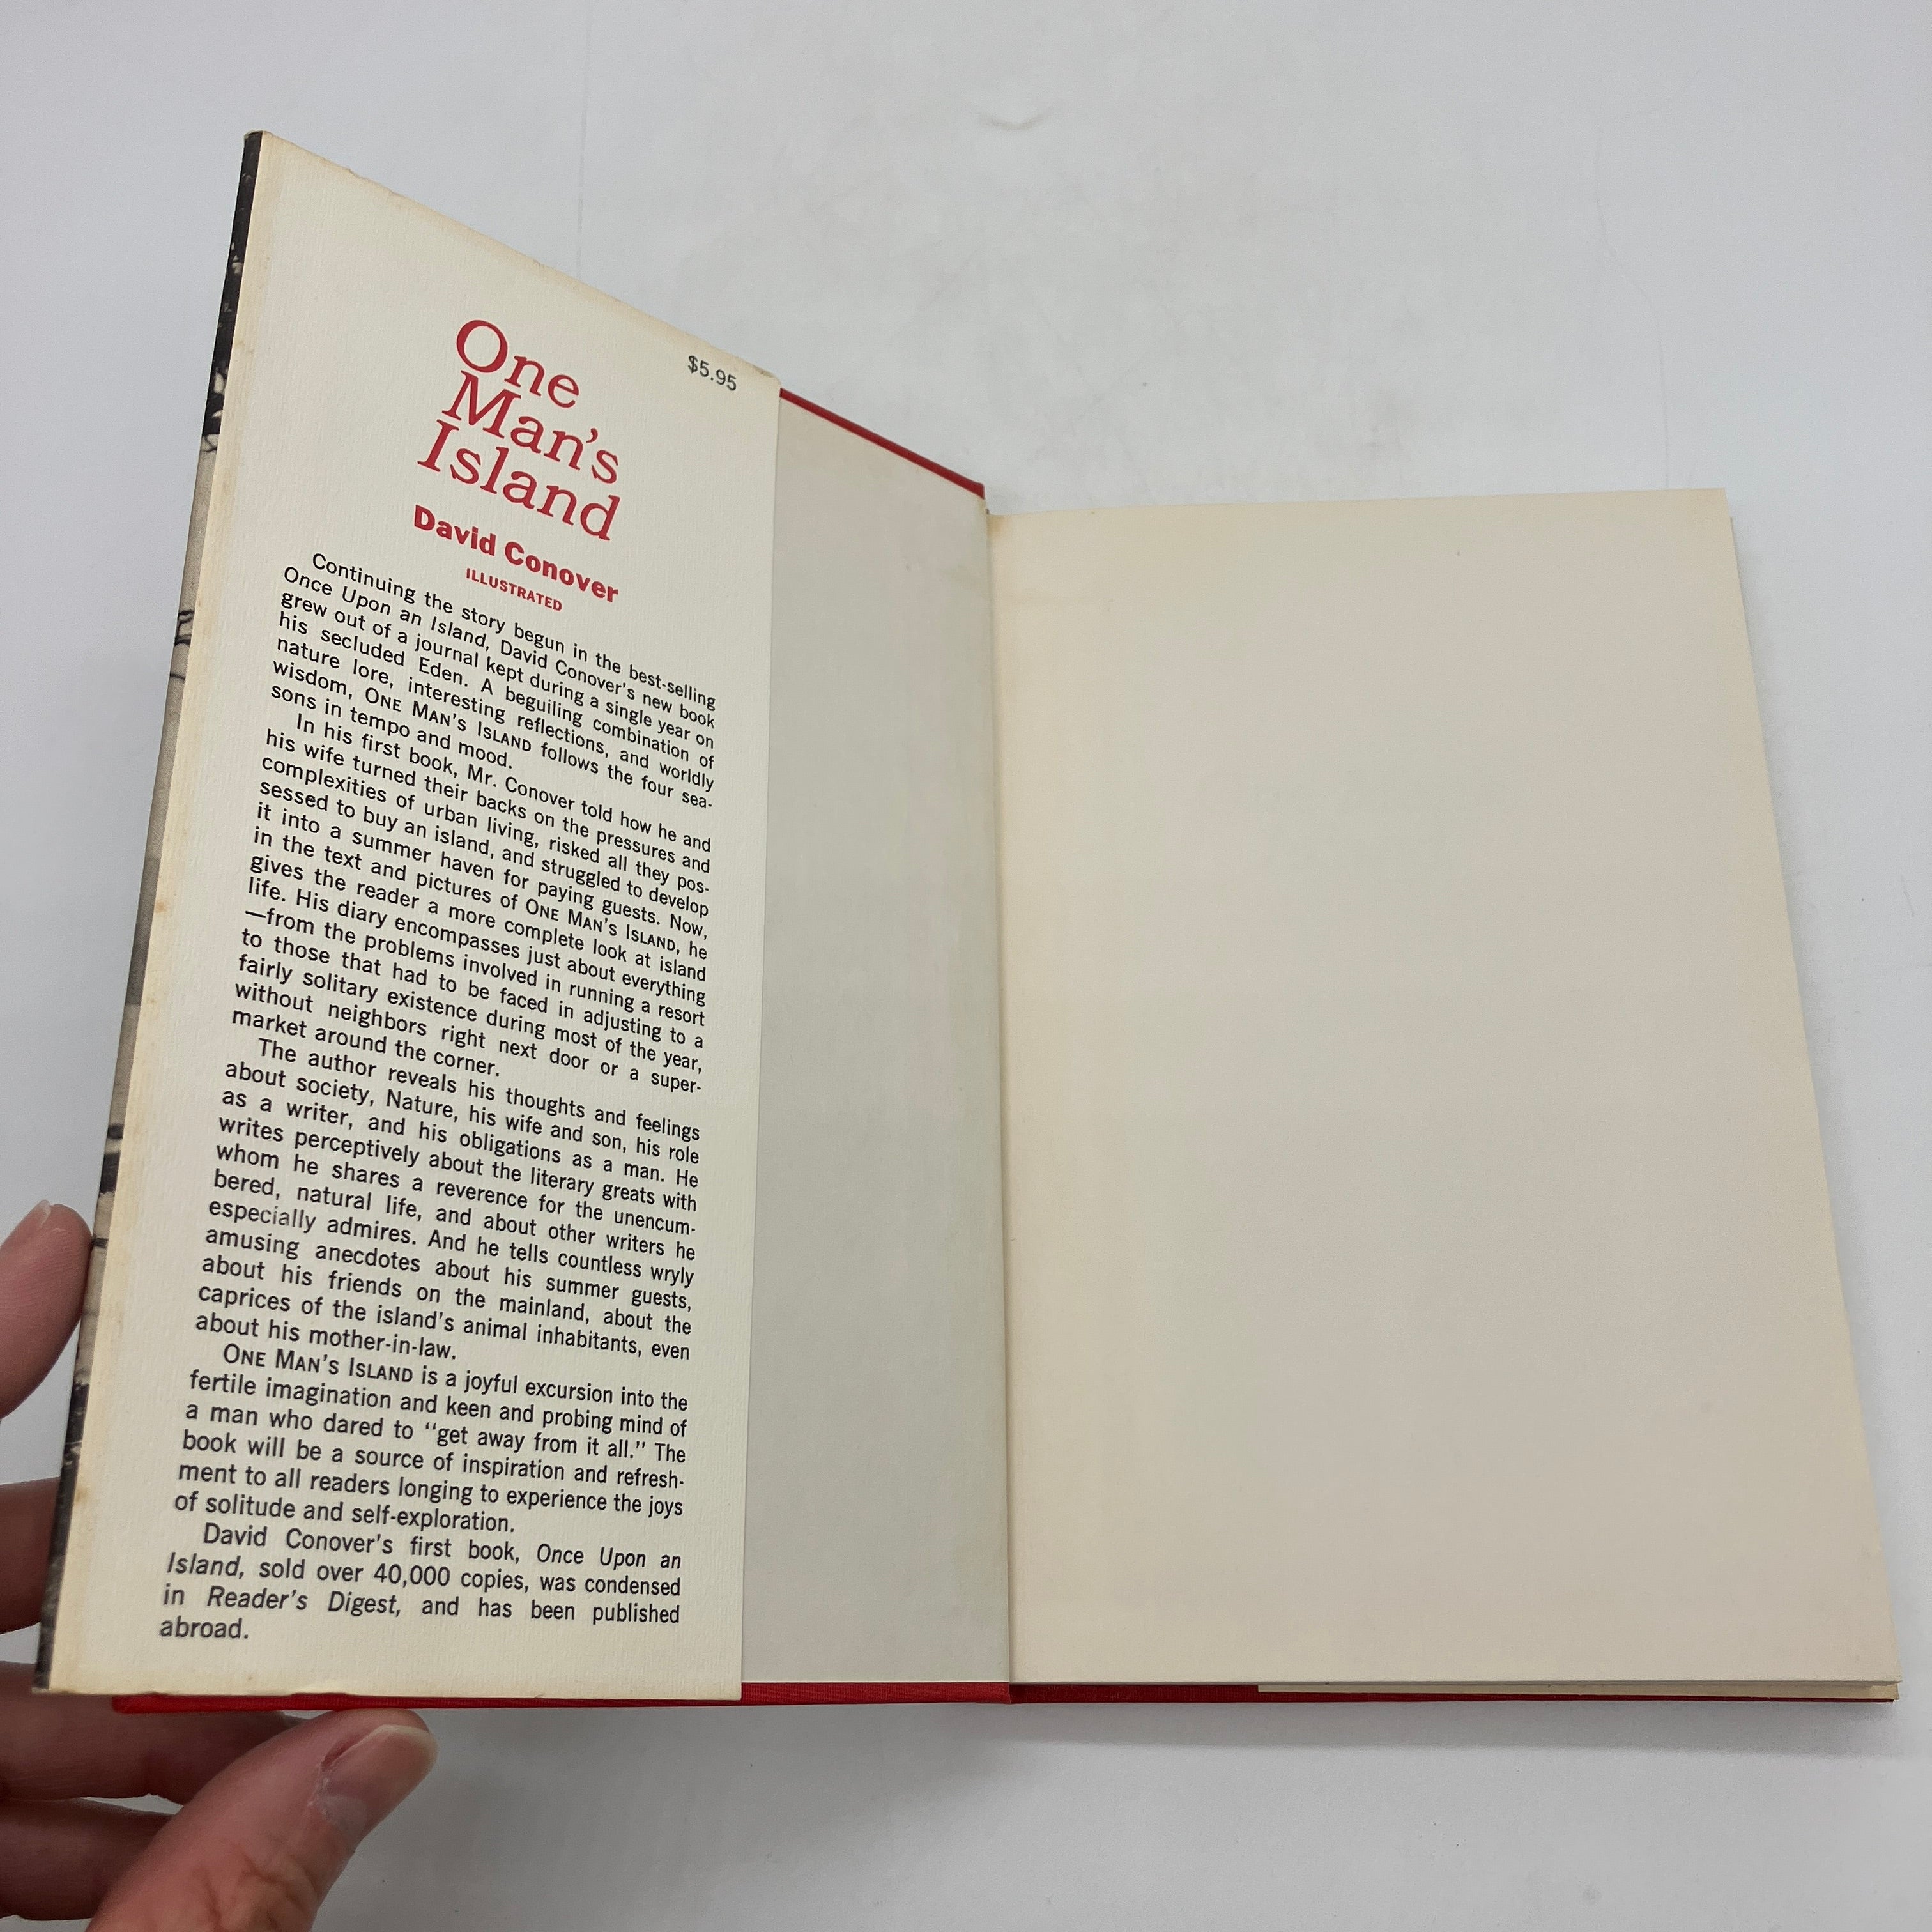 $5.95
One
Man's
Island
David Conover
ILLUSTRATED
Continuing the story begun in the best-selling
Once Upon an Island, David Conover's new book
grew out of a journal kept during a single year on
his secluded Eden. A beguiling combination of
nature lore, interesting reflections, and worldly
wisdom, ONE MAN'S ISLAND follows the four sea-
sons in tempo and mood.
In his first book, Mr. Conover told how he and
his wife turned their backs on the pressures and
complexities of urban living, risked all they pos-
sessed to buy an island, and struggled to develop
it into a summer haven for paying guests. Now,
in the text and pictures of ONE MAN'S ISLAND, he
gives the reader a more complete look at island
life. His diary encompasses just about everything
—from the problems involved in running a resort
to those that had to be faced in adjusting to a
fairly solitary existence during most of the year,
without neighbors right next door or a super-
market around the corner.
The author reveals his thoughts and feelings
about society, Nature, his wife and son, his role
as a writer, and his obligations as a man. He
writes perceptively about the literary greats with
whom he shares a reverence for the unencum-
bered, natural life, and about other writers he
especially admires. And he tells countless wryly
amusing anecdotes about his summer guests,
about his friends on the mainland, about the
caprices of the island's animal inhabitants, even
about his mother-in-law.
ONE MAN'S ISLAND is a joyful excursion into the
fertile imagination and keen and probing mind of
a man who dared to "get away from it all." The
book will be a source of inspiration and refresh-
ment to all readers longing to experience the joys
of solitude and self-exploration.
David Conover's first book, Once Upon an
Island, sold over 40,000 copies, was condensed
in Reader's Digest, and has been published
abroad.